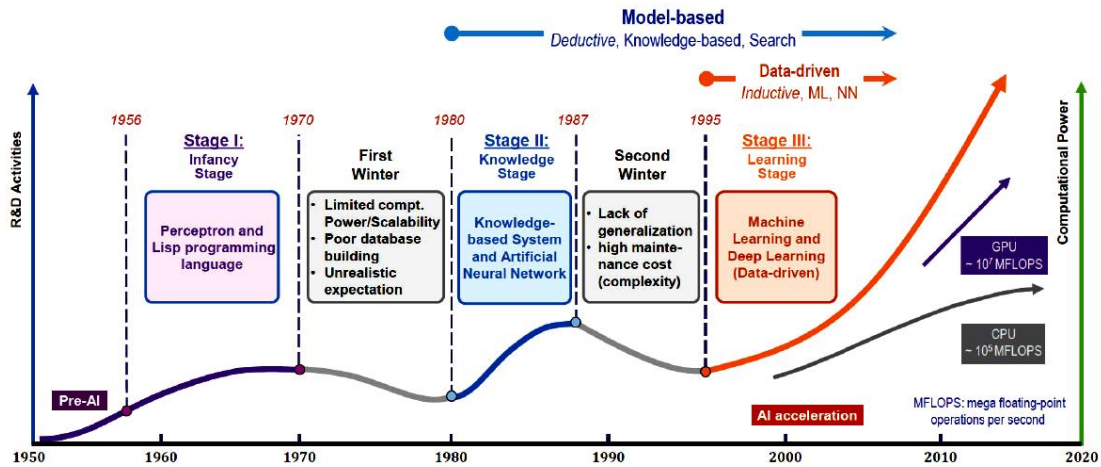 Model-based
Deductive, Knowledge-based, Search
Data-driven
Inductive, ML, NN
1956
1970
1980
1987
1995
R&D Activities
Computational Power
Stage I:
Infancy
Stage
Perceptron and
Lisp programming
language
First
Winter
• Limited compt.
Power/Scalability
• Poor database
building
• Unrealistic
expectation
Stage II:
Knowledge
Stage
Knowledge-
based System
and Artificial
Neural Network
Second
Winter
• Lack of
generalization
• high mainte-
nance cost
(complexity)
Stage III:
Learning
Stage
Machine
Learning and
Deep Learning
(Data-driven)
GPU
~ 10⁷ MFLOPS
CPU
~ 10⁵ MFLOPS
Pre-AI
AI acceleration
MFLOPS: mega floating-point
operations per second
1950
1960
1970
1980
1990
2000
2010
2020